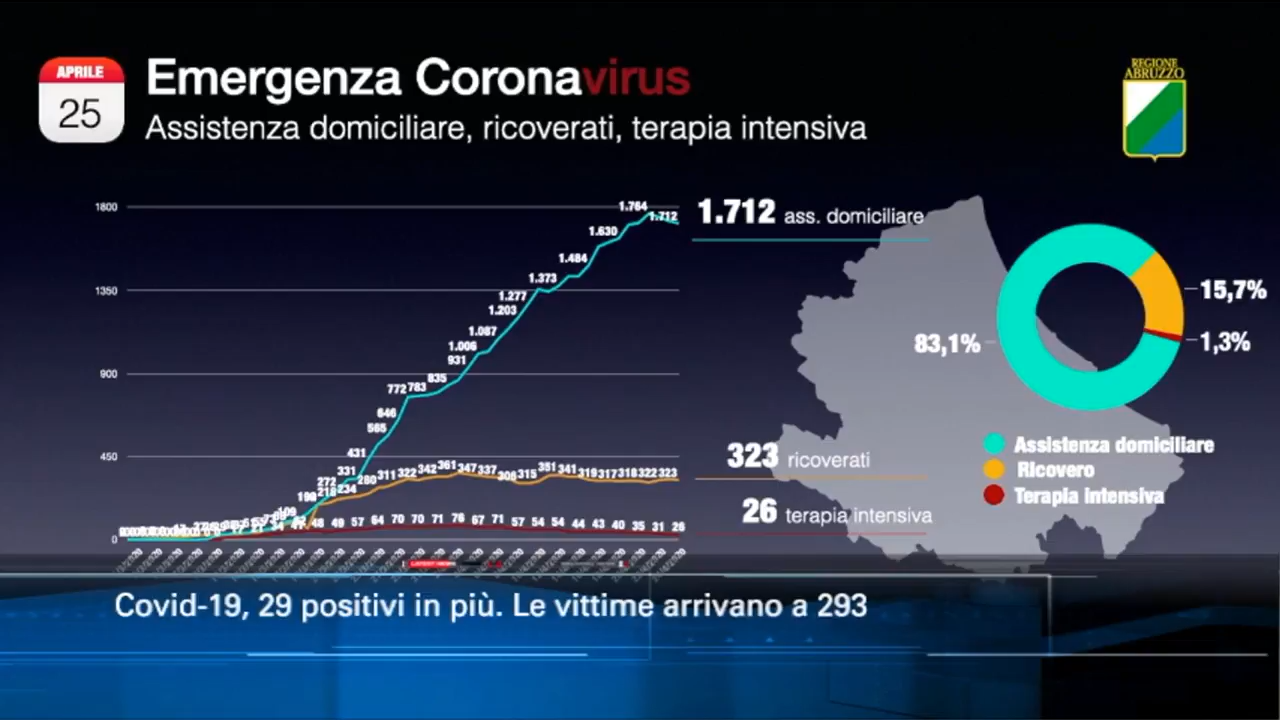 APRILE
25
Emergenza Coronavirus
Assistenza domiciliare, ricoverati, terapia intensiva
REGIONE
ABRUZZO
1800
1350
900
450
0
1.764
1.712
1.630
1.484
1.373
1.277
1.203
1.087
1.006
931
835
783
772
646
565
431
331
272
198
109
218 234 280 311 322 342 361 347 337 306 315 351 341 319 317 318 322 323
34 41 48 49 57 64 70 70 71 76 67 71 57 54 54 44 43 40 35 31 26
1.712 ass. domiciliare
323 ricoverati
26 terapia intensiva
15,7%
1,3%
83,1%
Assistenza domiciliare
Ricovero
Terapia intensiva
Covid-19, 29 positivi in più. Le vittime arrivano a 293